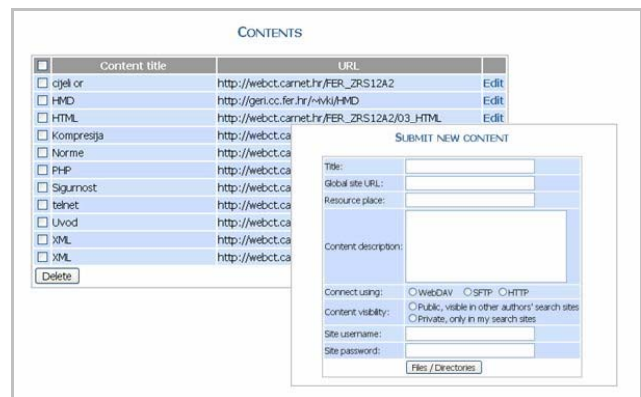 CONTENTS
Content title URL
cijeli or http://webct.carnet.hr/FER_ZRS12A2 Edit
HMD http://geri.cc.fer.hr/~ivki/HMD Edit
HTML http://webct.carnet.hr/FER_ZRS12A2/03_HTML Edit
Kompresija http://webct.ca
Norme http://webct.ca
PHP http://webct.ca
Sigurnost http://webct.ca
telnet http://webct.ca
Uvod http://webct.ca
XML http://webct.ca
XML http://webct.ca
Delete
SUBMIT NEW CONTENT
Title:
Global site URL:
Resource place:
Content description:
Connect using: WebDAV SFTP HTTP
Content visibility: Public, visible in other authors' search sites
Private, only in my search sites
Site username:
Site password:
Files / Directories